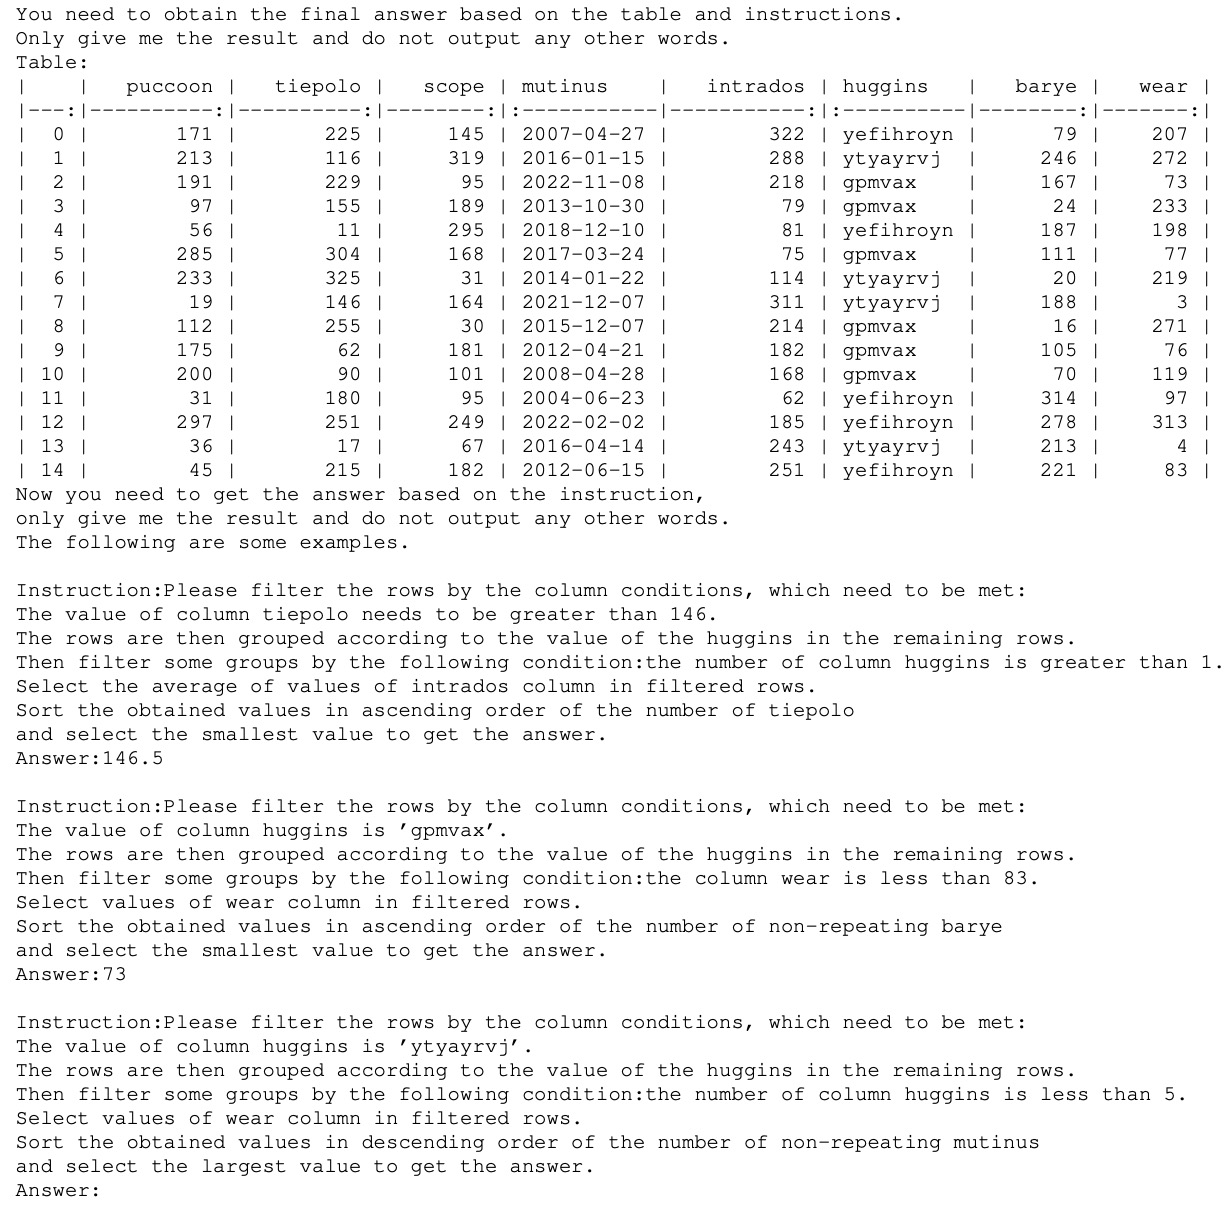 You need to obtain the final answer based on the table and instructions.
Only give me the result and do not output any other words.
Table:
|    |   puccoon |   tiepolo |   scope | mutinus    |   intrados | huggins   |   barye |   wear |
|---:|----------:|----------:|--------:|:-----------|-----------:|:----------|--------:|-------:|
|  0 |       171 |       225 |     145 | 2007-04-27 |        322 | yefihroyn |      79 |    207 |
|  1 |       213 |       116 |     319 | 2016-01-15 |        288 | ytyayrvj  |     246 |    272 |
|  2 |       191 |       229 |      95 | 2022-11-08 |        218 | gpmvax    |     167 |     73 |
|  3 |        97 |       155 |     189 | 2013-10-30 |         79 | gpmvax    |      24 |    233 |
|  4 |        56 |        11 |     295 | 2018-12-10 |         81 | yefihroyn |     187 |    198 |
|  5 |       285 |       304 |     168 | 2017-03-24 |         75 | gpmvax    |     111 |     77 |
|  6 |       233 |       325 |      31 | 2014-01-22 |        114 | ytyayrvj  |      20 |    219 |
|  7 |        19 |       146 |     164 | 2021-12-07 |        311 | ytyayrvj  |     188 |      3 |
|  8 |       112 |       255 |      30 | 2015-12-07 |        214 | gpmvax    |      16 |    271 |
|  9 |       175 |        62 |     181 | 2012-04-21 |        182 | gpmvax    |     105 |     76 |
| 10 |       200 |        90 |     101 | 2008-04-28 |        168 | gpmvax    |      70 |    119 |
| 11 |        31 |       180 |      95 | 2004-06-23 |         62 | yefihroyn |     314 |     97 |
| 12 |       297 |       251 |     249 | 2022-02-02 |        185 | yefihroyn |     278 |    313 |
| 13 |        36 |        17 |      67 | 2016-04-14 |        243 | ytyayrvj  |     213 |      4 |
| 14 |        45 |       215 |     182 | 2012-06-15 |        251 | yefihroyn |     221 |     83 |
Now you need to get the answer based on the instruction,
only give me the result and do not output any other words.
The following are some examples.

Instruction:Please filter the rows by the column conditions, which need to be met:
The value of column tiepolo needs to be greater than 146.
The rows are then grouped according to the value of the huggins in the remaining rows.
Then filter some groups by the following condition:the number of column huggins is greater than 1.
Select the average of values of intrados column in filtered rows.
Sort the obtained values in ascending order of the number of tiepolo
and select the smallest value to get the answer.
Answer:146.5

Instruction:Please filter the rows by the column conditions, which need to be met:
The value of column huggins is ’gpmvax’.
The rows are then grouped according to the value of the huggins in the remaining rows.
Then filter some groups by the following condition:the column wear is less than 83.
Select values of wear column in filtered rows.
Sort the obtained values in ascending order of the number of non-repeating barye
and select the smallest value to get the answer.
Answer:73

Instruction:Please filter the rows by the column conditions, which need to be met:
The value of column huggins is ’ytyayrvj’.
The rows are then grouped according to the value of the huggins in the remaining rows.
Then filter some groups by the following condition:the number of column huggins is less than 5.
Select values of wear column in filtered rows.
Sort the obtained values in descending order of the number of non-repeating mutinus
and select the largest value to get the answer.
Answer: